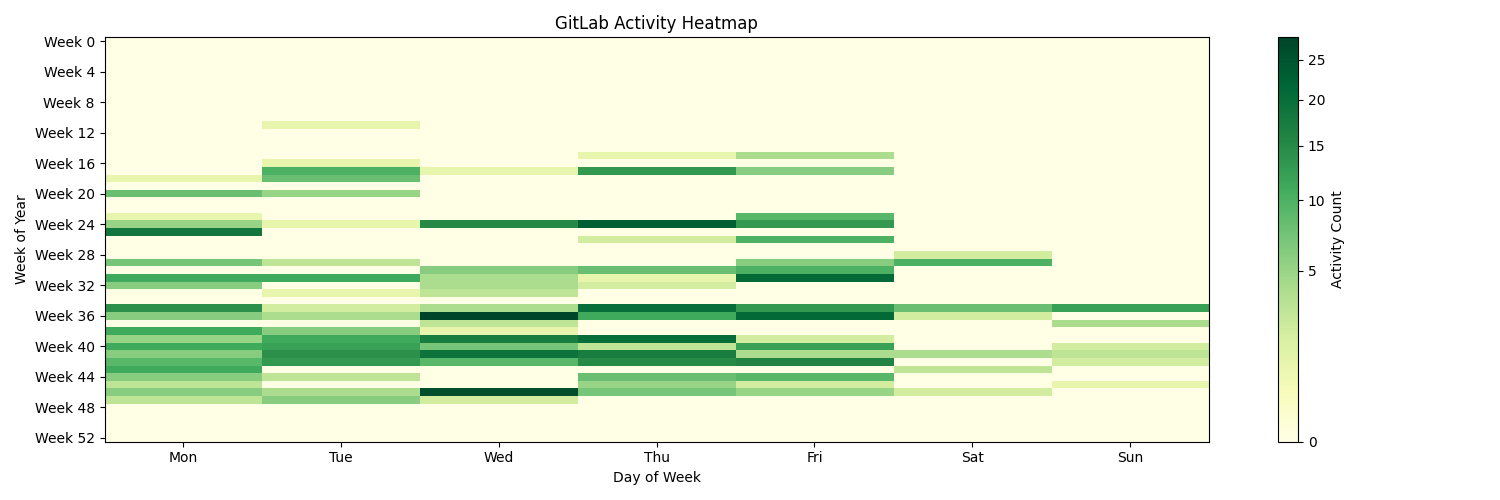 GitLab Activity Heatmap
Week of Year
Week 0
Week 4
Week 8
Week 12
Week 16
Week 20
Week 24
Week 28
Week 32
Week 36
Week 40
Week 44
Week 48
Week 52
Mon Tue Wed Thu Fri Sat Sun
Day of Week
25
20
15
10
5
0
Activity Count